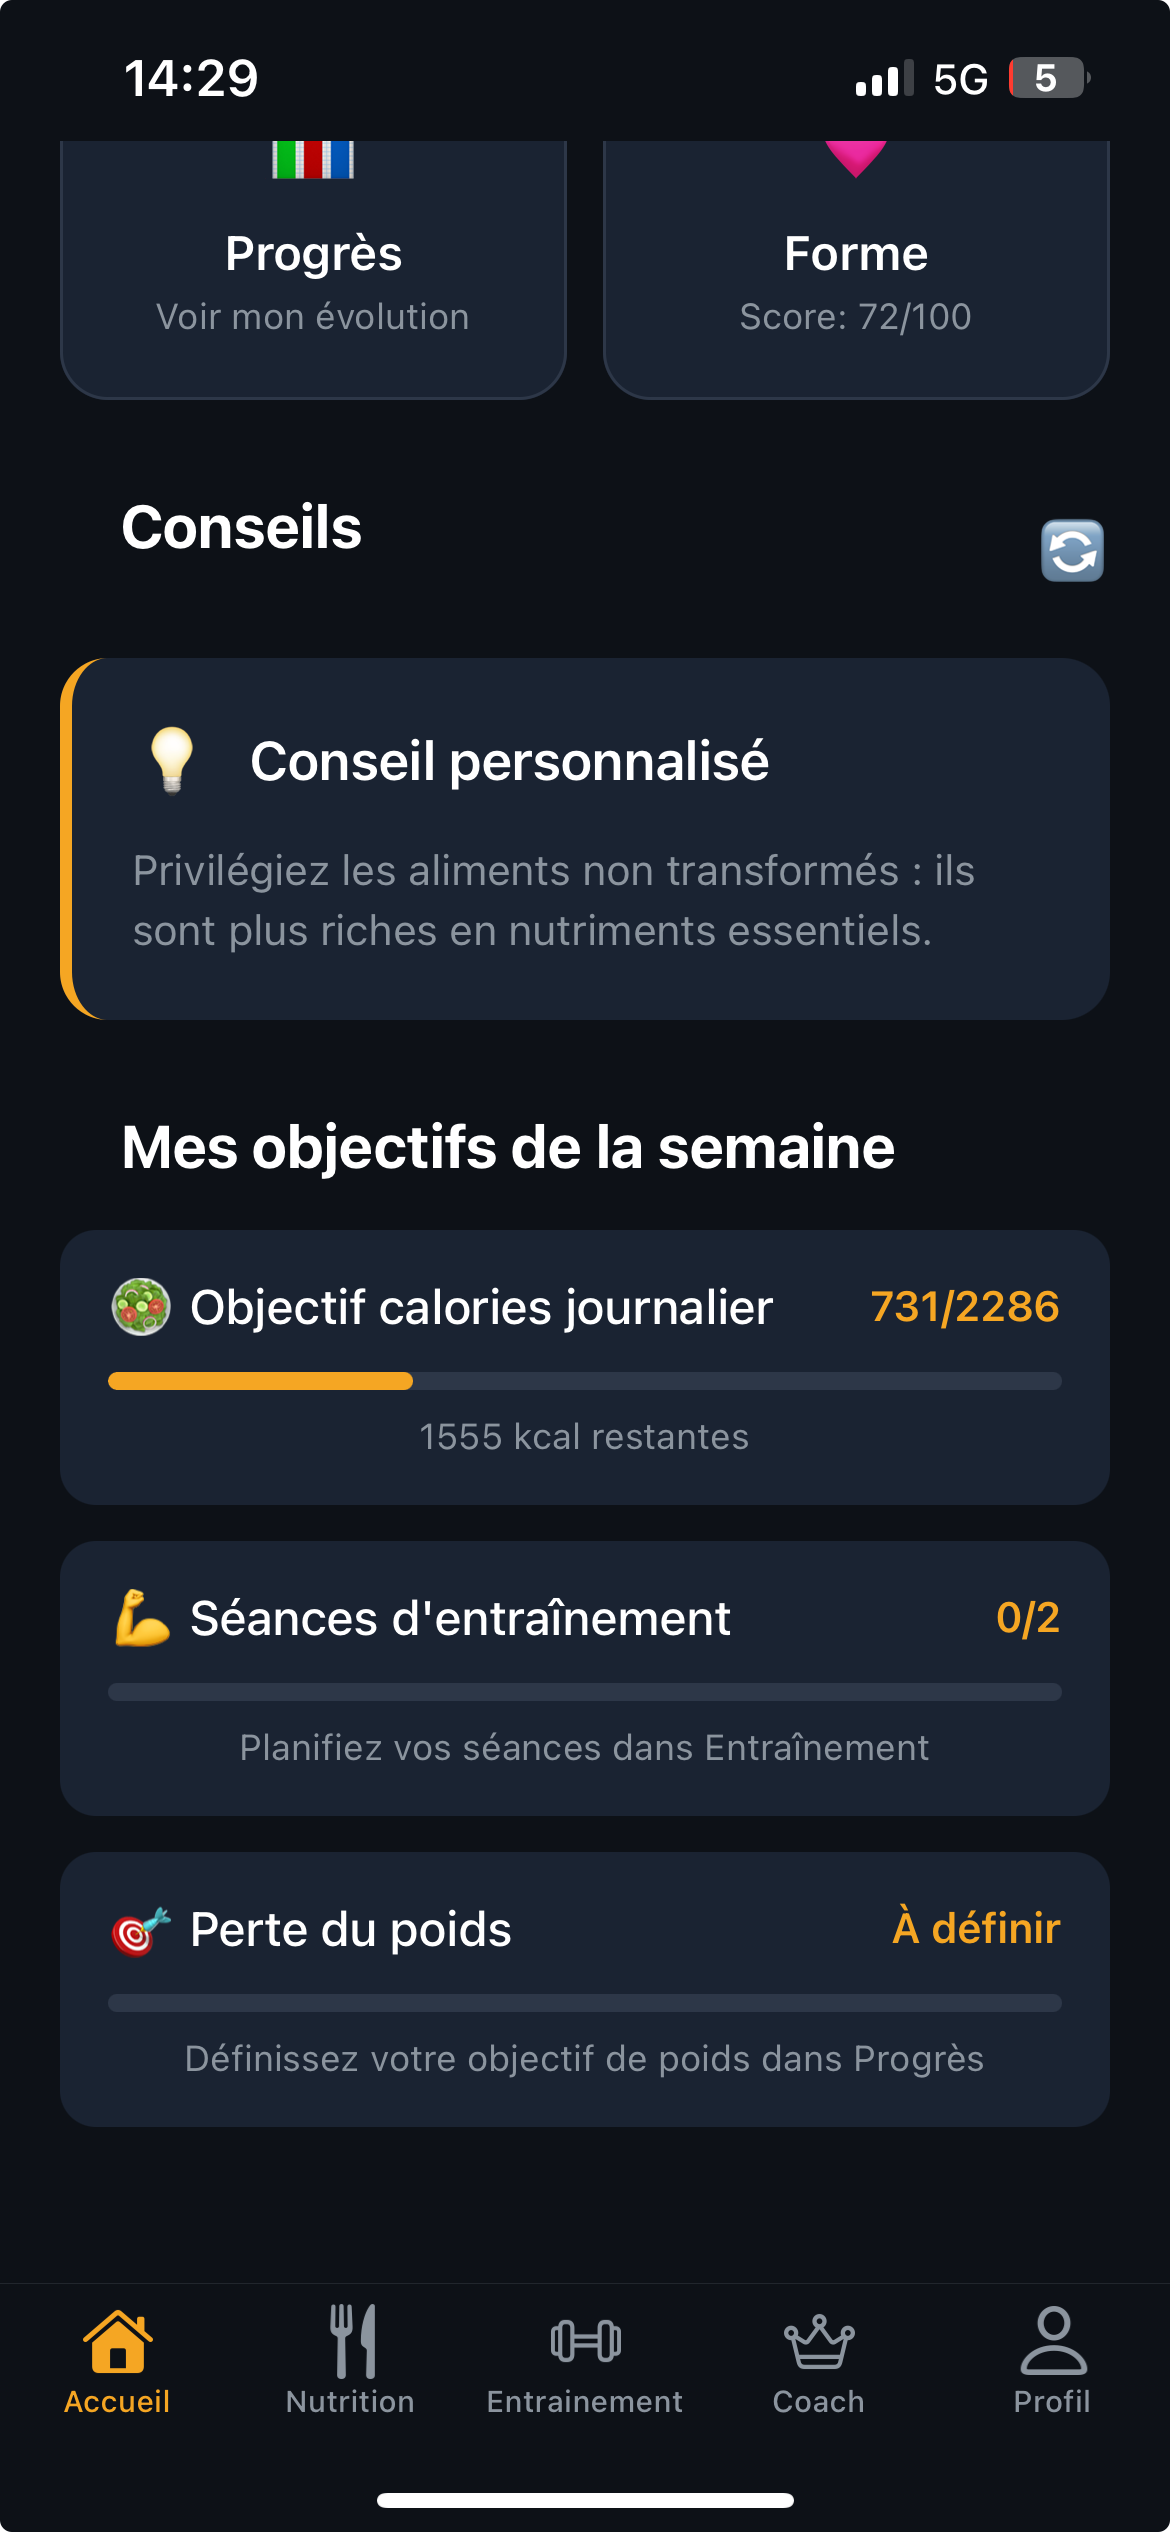 14:29
5G
5
Progrès
Voir mon évolution
Forme
Score: 72/100
Conseils
Conseil personnalisé
Privilégiez les aliments non transformés : ils
sont plus riches en nutriments essentiels.
Mes objectifs de la semaine
Objectif calories journalier
731/2286
1555 kcal restantes
Séances d'entraînement
0/2
Planifiez vos séances dans Entraînement
Perte du poids
À définir
Définissez votre objectif de poids dans Progrès
Accueil
Nutrition
Entrainement
Coach
Profil